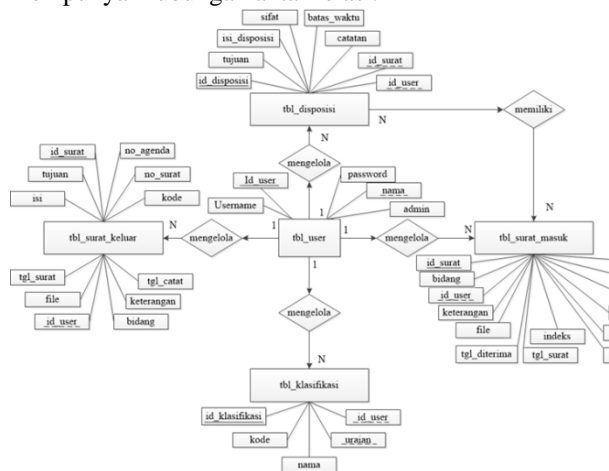 sifat
batas_waktu
isi_disposisi
catatan
tujuan
id_surat
id_disposisi
id_user
tbl_disposisi
N
memiliki
N
mengelola
id_surat
no_agenda
tujuan
no_surat
isi
kode
Id_user
password
nama
Username
admin
1
N
tbl_surat_keluar
N
mengelola
1
tbl_user
1
mengelola
N
tbl_surat_masuk
1
tgl_surat
tgl_catat
file
keterangan
id_user
bidang
id_surat
bidang
id_user
keterangan
file
indeks
tgl_diterima
tgl_surat
mengelola
N
tbl_klasifikasi
id_klasifikasi
id_user
kode
uraian
nama